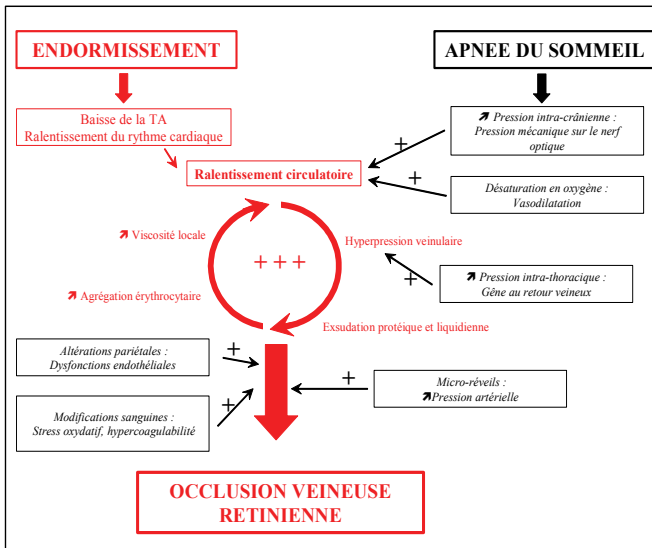 ENDORMISSEMENT
APNEE DU SOMMEIL
Baisse de la TA
Ralentissement du rythme cardiaque
↗ Pression intra-crânienne :
Pression mécanique sur le nerf
optique
+
Ralentissement circulatoire
+
Désaturation en oxygène :
Vasodilatation
↗ Viscosité locale
+ + +
Hyperpression veinulaire
↗ Agrégation érythrocytaire
+
↗ Pression intra-thoracique :
Gêne au retour veineux
Exsudation protéique et liquidienne
Altérations pariétales :
Dysfonctions endothéliales
+
+
Micro-réveils :
↗Pression artérielle
Modifications sanguines :
Stress oxydatif, hypercoagulabilité
+
OCCLUSION VEINEUSE
RETINIENNE